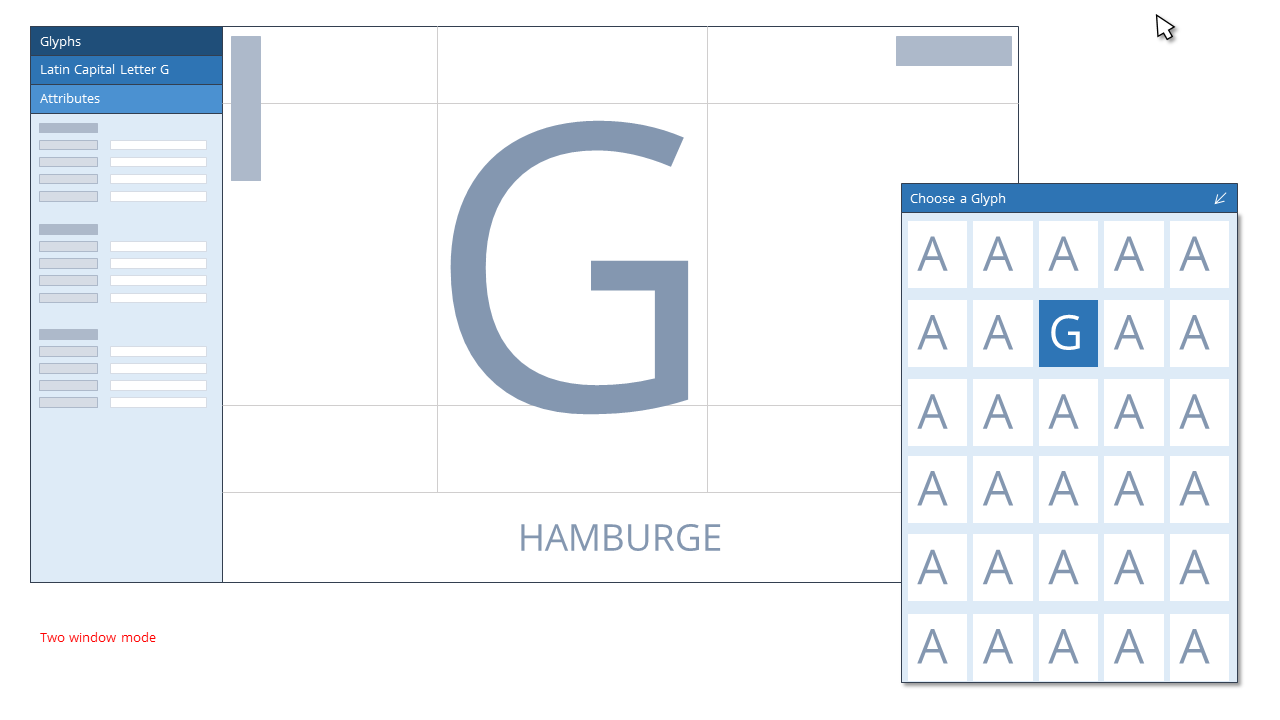 Glyphs
Latin Capital Letter G
Attributes
G
HAMBURGE
Two window mode
Choose a Glyph
A A A A A
A A G A A
A A A A A
A A A A A
A A A A A
A A A A A